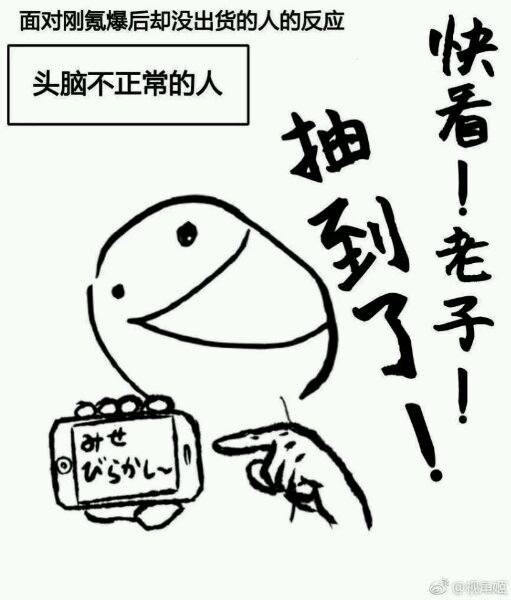 面对刚氪爆后却没出货的人的反应
头脑不正常的人
快看！老子！
抽到了！
みせ
びらかし～